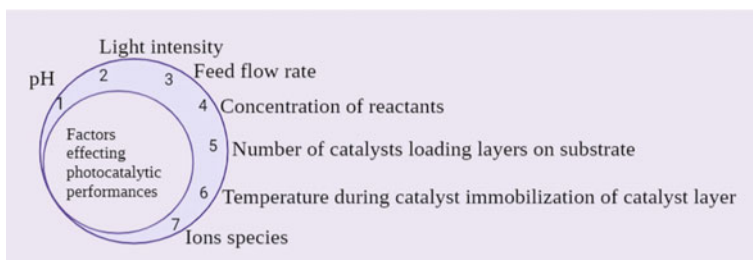 Light intensity
pH
1
2
3
Feed flow rate
4
Concentration of reactants
5
Number of catalysts loading layers on substrate
6
Temperature during catalyst immobilization of catalyst layer
7
Ions species
Factors
effecting
photocatalytic
performances